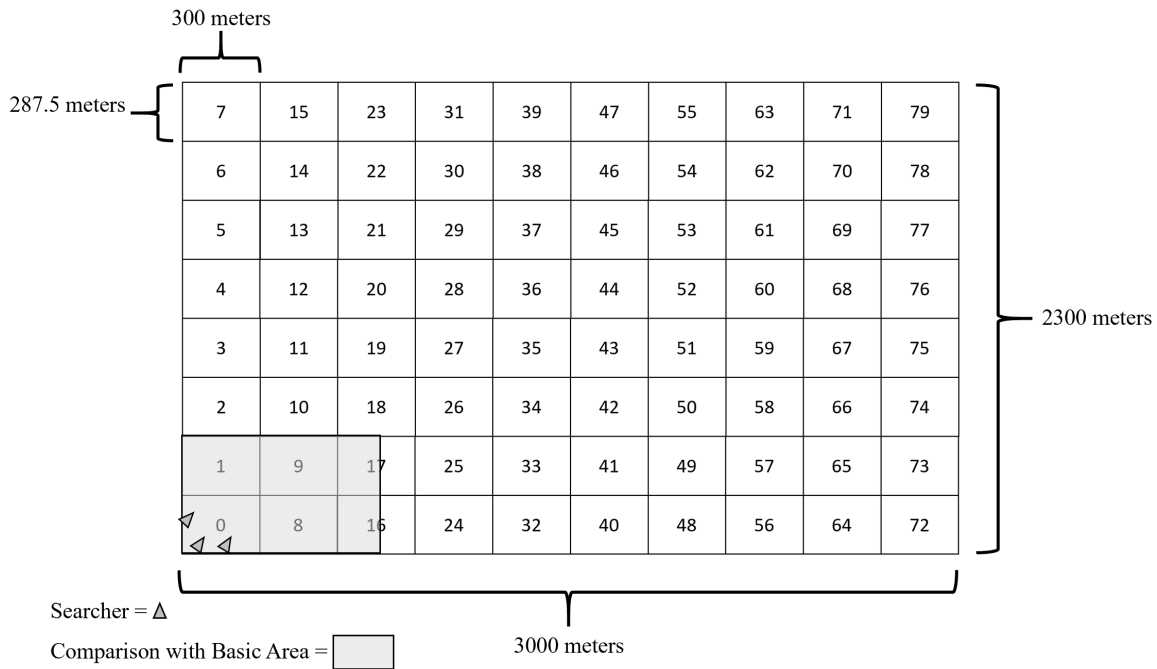 300 meters
287.5 meters
7 15 23 31 39 47 55 63 71 79
6 14 22 30 38 46 54 62 70 78
5 13 21 29 37 45 53 61 69 77
4 12 20 28 36 44 52 60 68 76
2300 meters
3 11 19 27 35 43 51 59 67 75
2 10 18 26 34 42 50 58 66 74
1 9 17 25 33 41 49 57 65 73
0 8 16 24 32 40 48 56 64 72
Searcher =
3000 meters
Comparison with Basic Area =